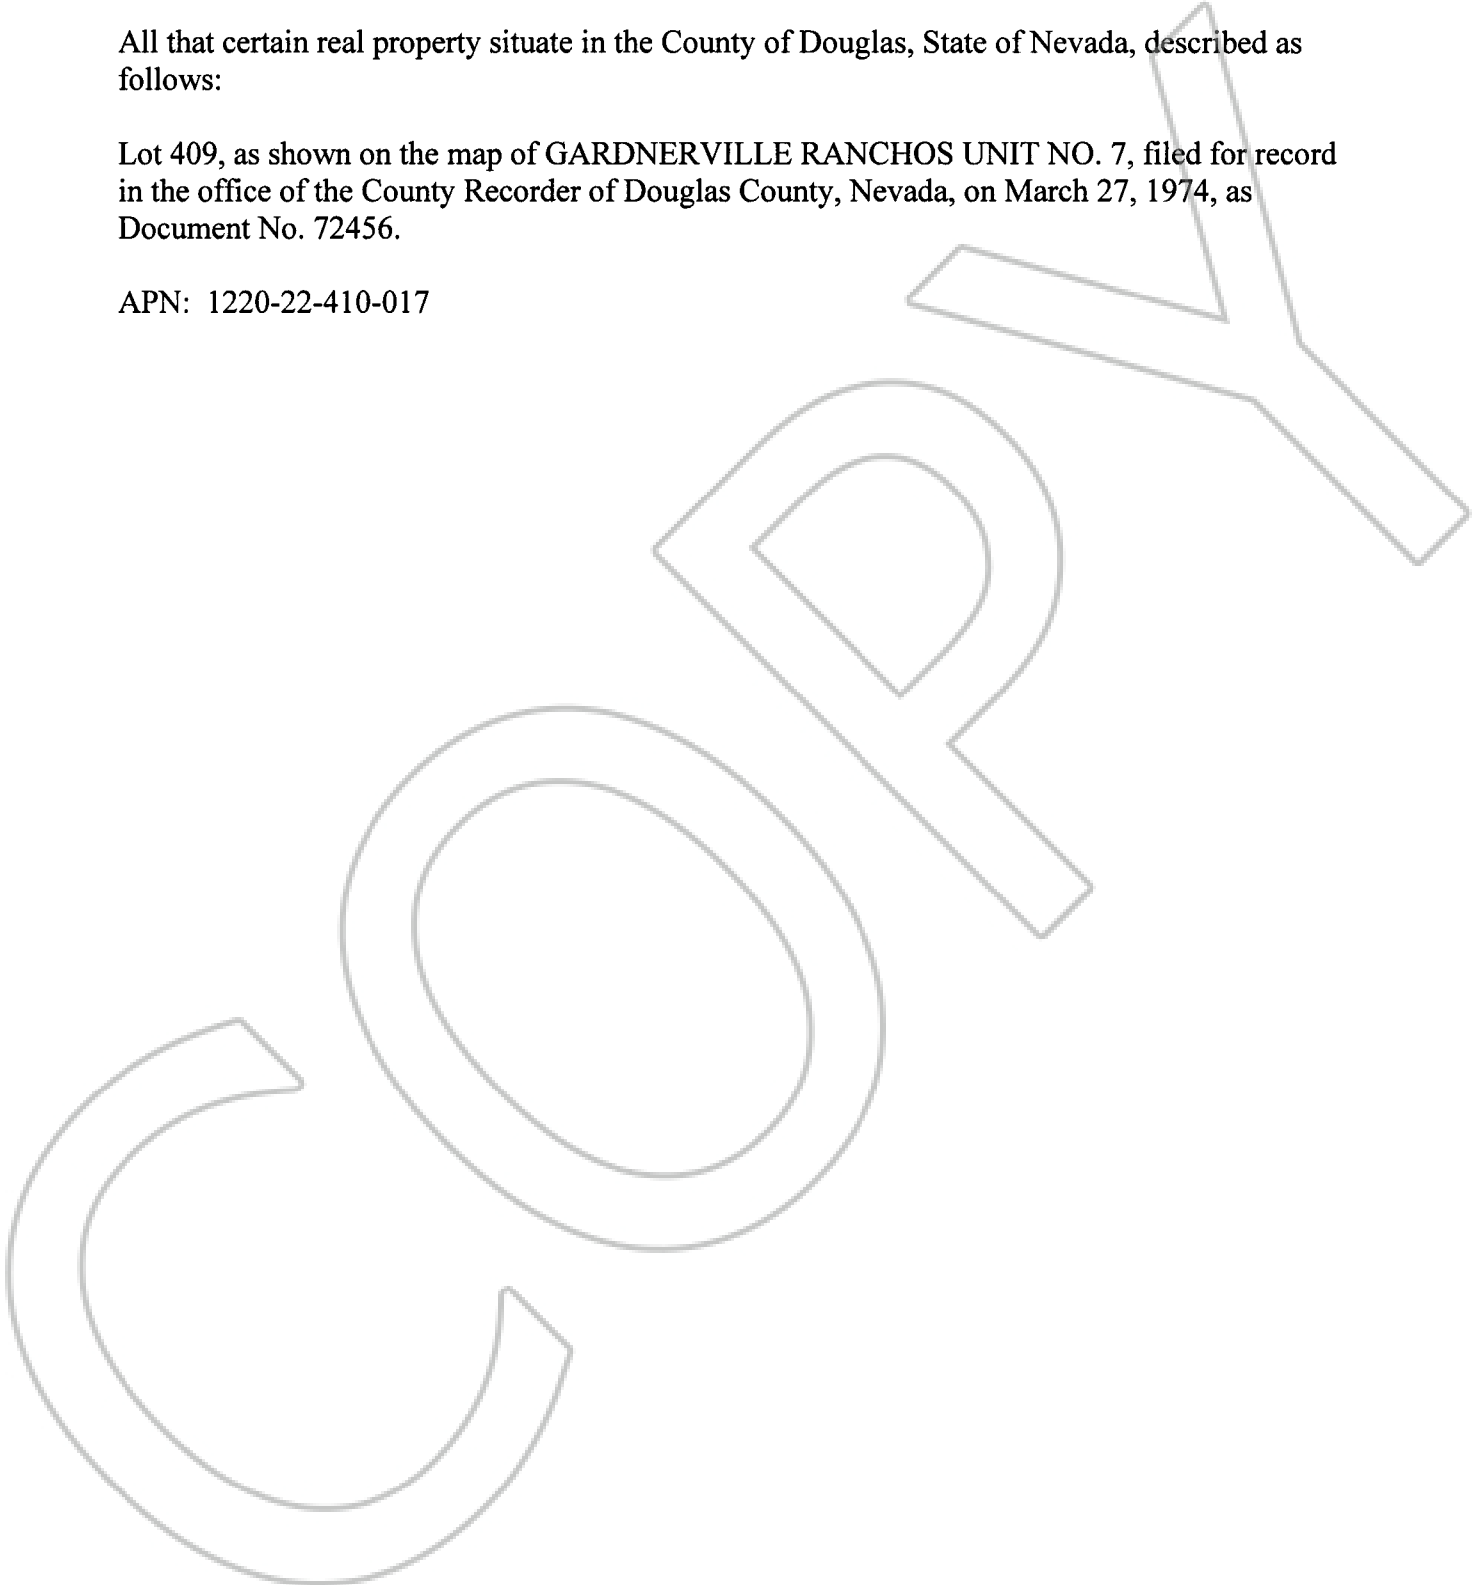 All that certain real property situate in the County of Douglas, State of Nevada, described as
follows:
Lot 409, as shown on the map of GARDNERVILLE RANCHOS UNIT NO. 7, filed for record
in the office of the County Recorder of Douglas County, Nevada, on March 27, 1974, as
Document No. 72456.
APN:  1220-22-410-017
COPY